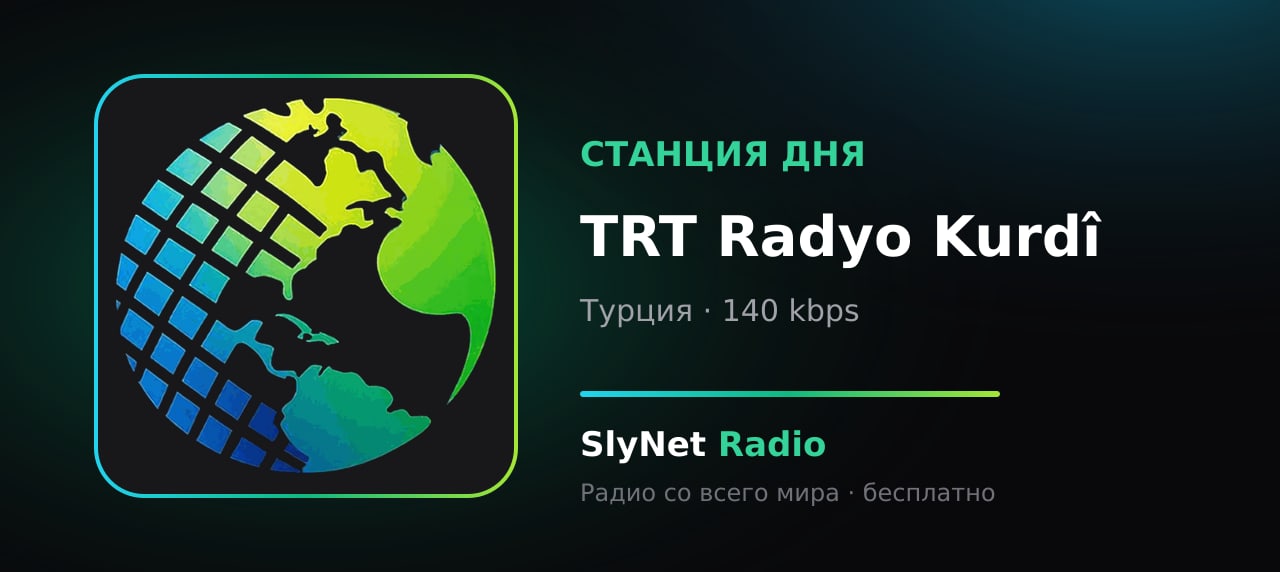 СТАНЦИЯ ДНЯ
TRT Radyo Kurdî
Турция · 140 kbps
SlyNet Radio
Радио со всего мира · бесплатно